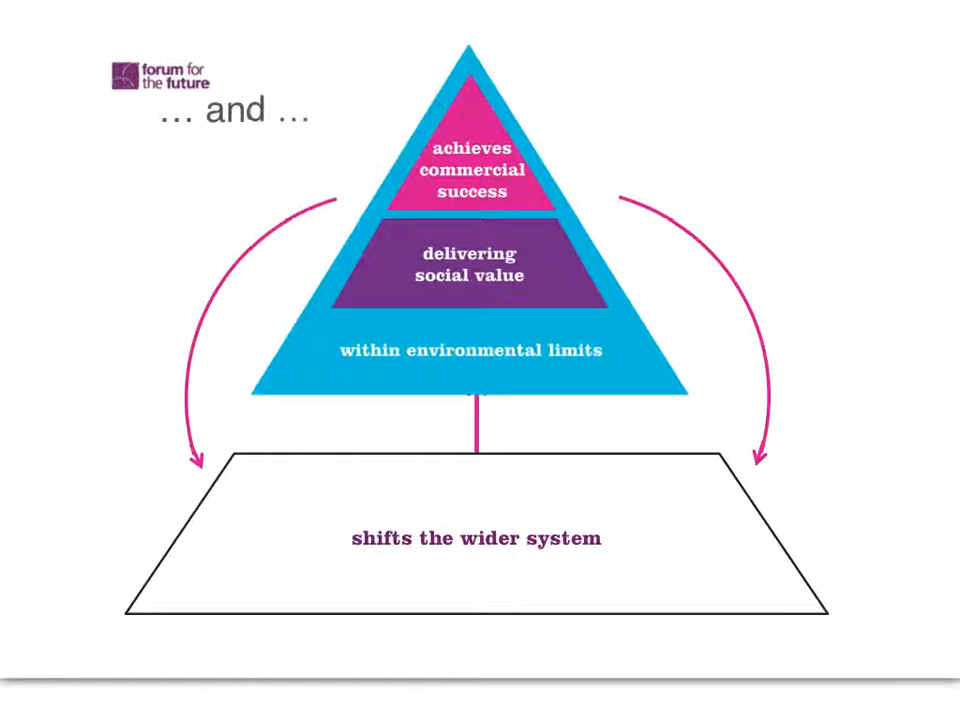 forum for
the future
... and ...
achieves
commercial
success
delivering
social value
within environmental limits
shifts the wider system